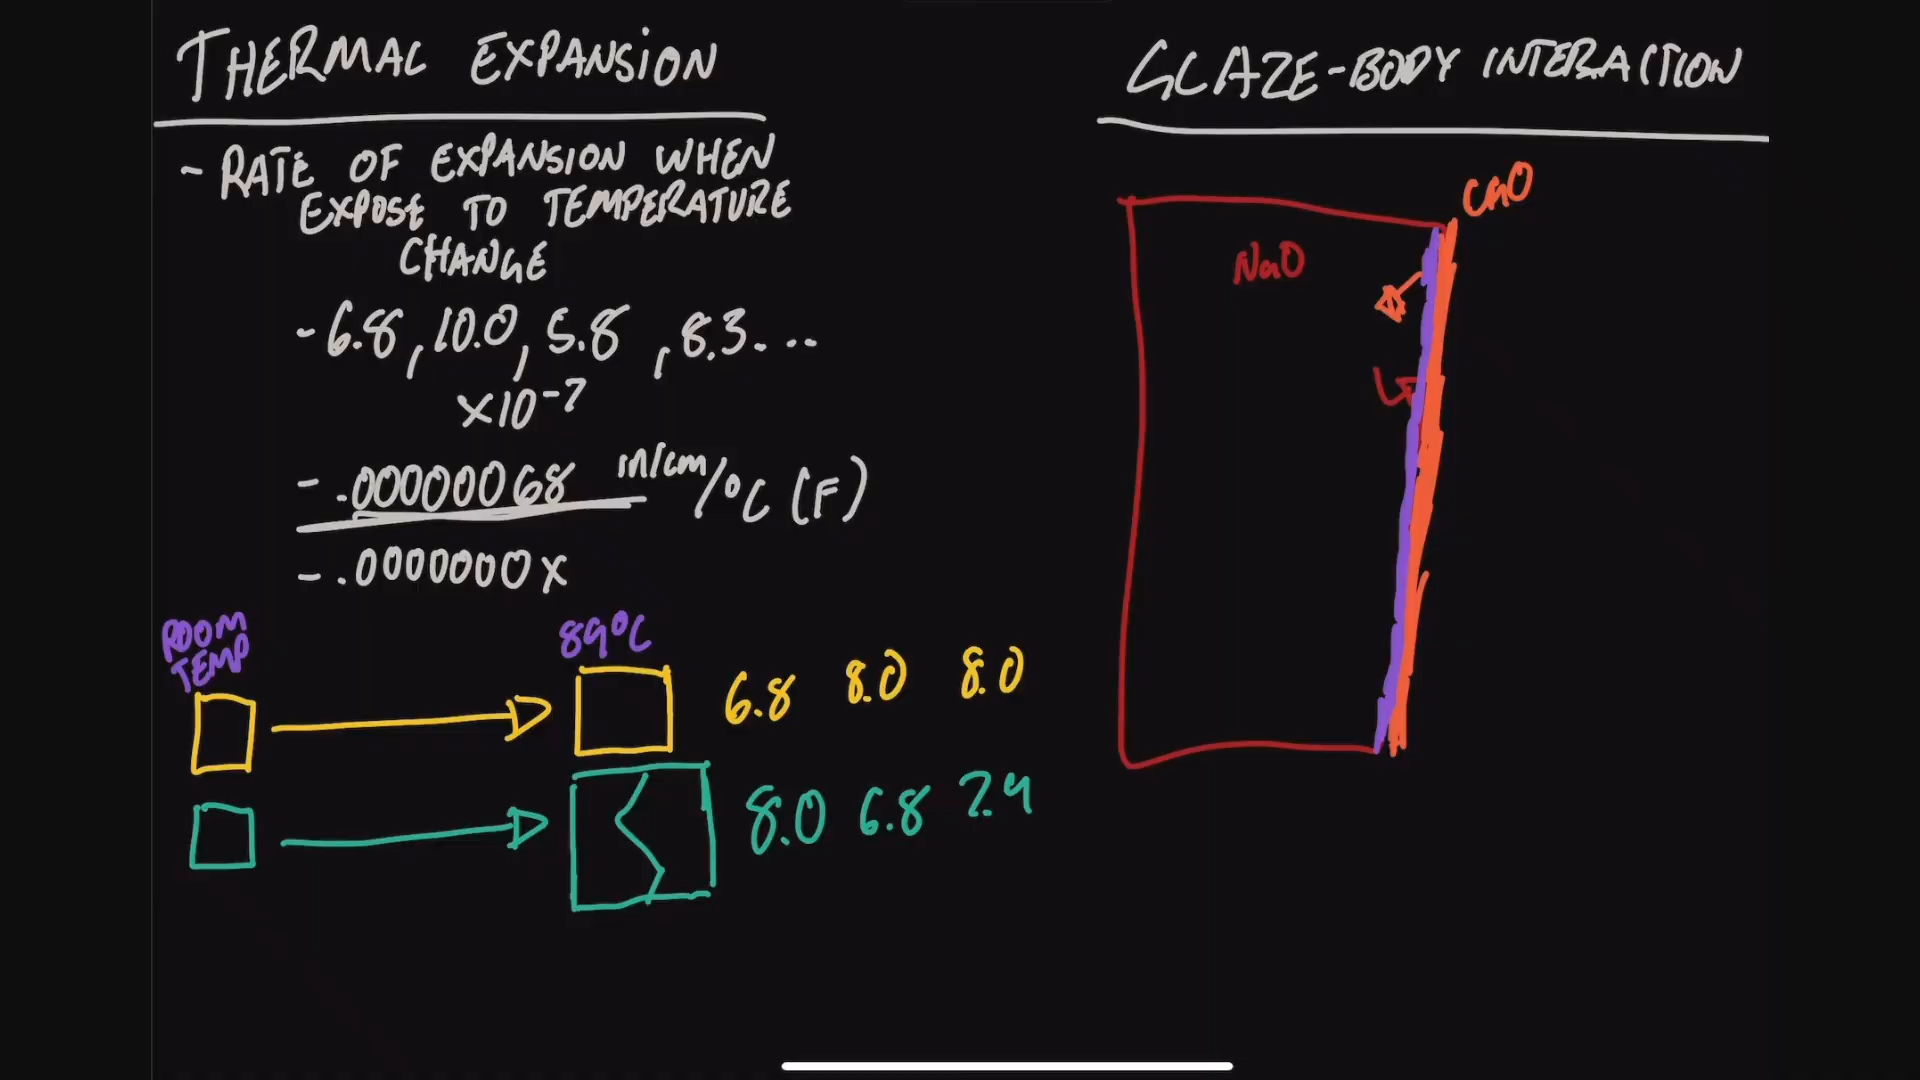 THERMAL EXPANSION
- RATE OF EXPANSION WHEN
EXPOSE TO TEMPERATURE
CHANGE
- 6.8, 10.0, 5.8, 8.3...
x10-7
- .00000068 in/cm/°C (F)
- .0000000x
ROOM
TEMP
89°C
6.8 8.0 8.0
8.0 6.8 7.9
GLAZE-BODY INTERACTION
CaO
NaO